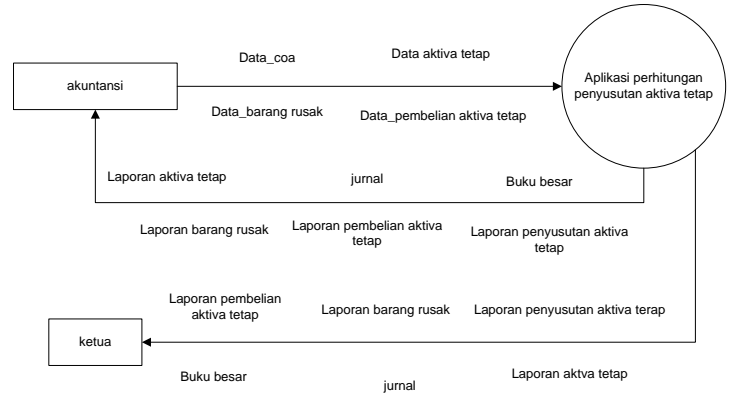 Data_coa
Data aktiva tetap
akuntansi
Aplikasi perhitungan
penyusutan aktiva tetap
Data_barang rusak
Data_pembelian aktiva tetap
Laporan aktiva tetap
jurnal
Buku besar
Laporan barang rusak
Laporan pembelian aktiva
tetap
Laporan penyusutan aktiva
tetap
Laporan pembelian
aktiva tetap
Laporan barang rusak
Laporan penyusutan aktiva terap
ketua
Buku besar
jurnal
Laporan aktva tetap